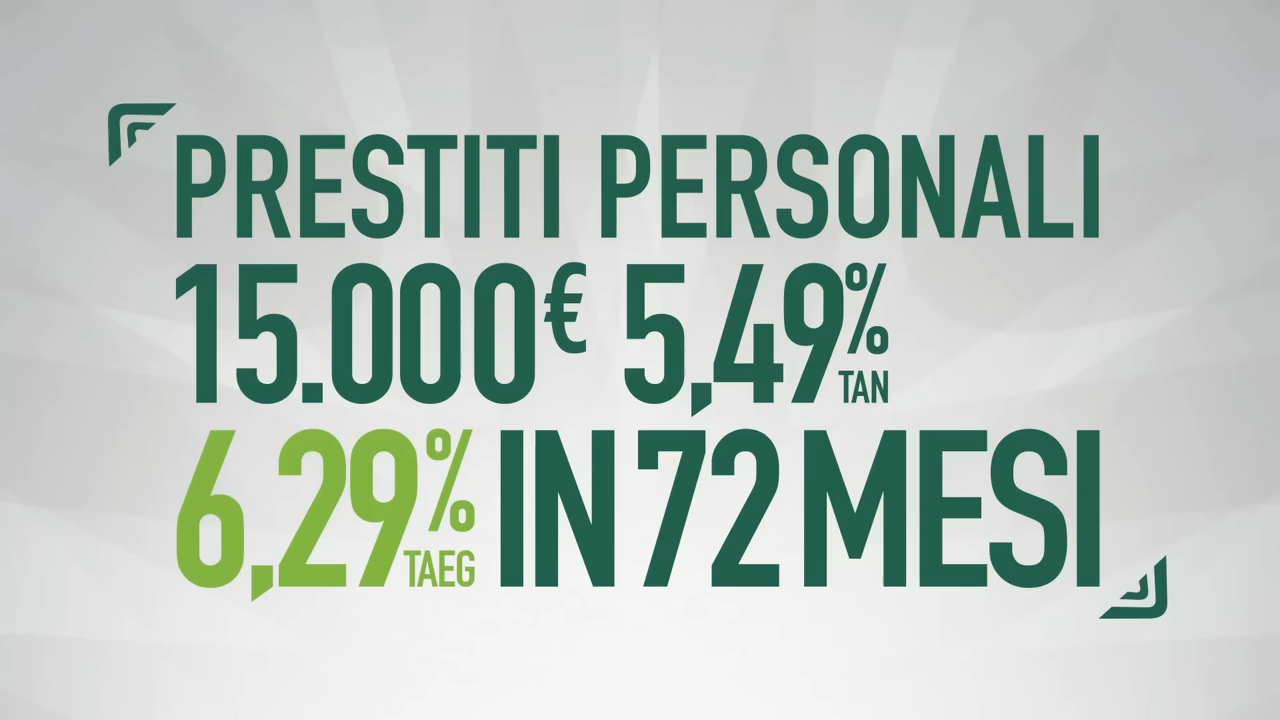 PRESTITI PERSONALI
15.000€ 5,49% TAN
6,29% TAEG IN 72 MESI